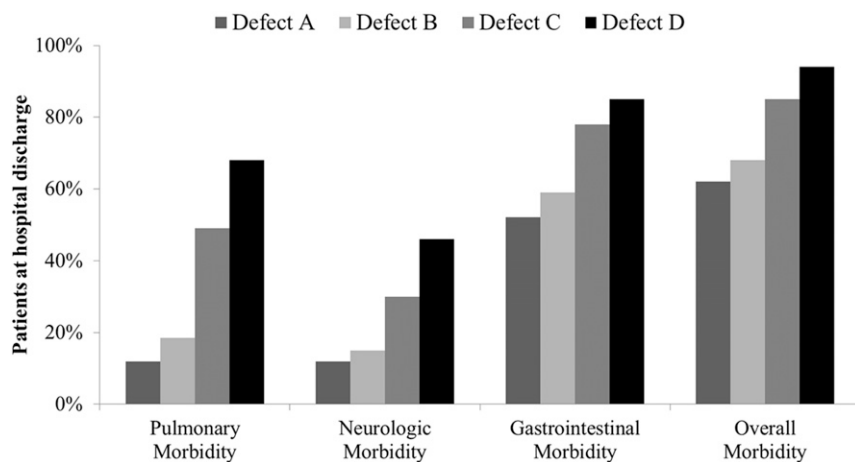 Defect A Defect B Defect C Defect D
100%
80%
60%
40%
20%
0%
Patients at hospital discharge
Pulmonary Morbidity
Neurologic Morbidity
Gastrointestinal Morbidity
Overall Morbidity